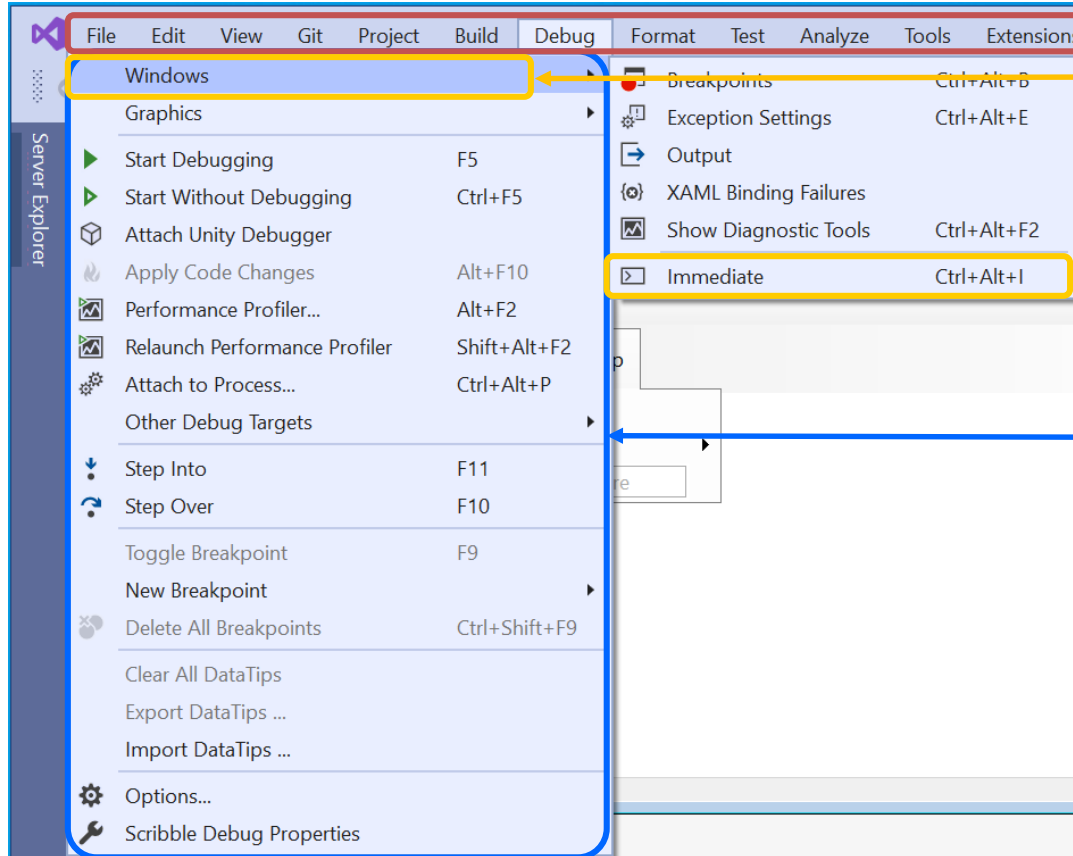 File Edit View Git Project Build Debug Format Test Analyze Tools Extensions
Server Explorer
Windows
Graphics
Start Debugging F5
Start Without Debugging Ctrl+F5
Attach Unity Debugger
Apply Code Changes Alt+F10
Performance Profiler... Alt+F2
Relaunch Performance Profiler Shift+Alt+F2
Attach to Process... Ctrl+Alt+P
Other Debug Targets
Step Into F11
Step Over F10
Toggle Breakpoint F9
New Breakpoint
Delete All Breakpoints Ctrl+Shift+F9
Clear All DataTips
Export DataTips ...
Import DataTips ...
Options...
Scribble Debug Properties
Breakpoints Ctrl+Alt+B
Exception Settings Ctrl+Alt+E
Output
XAML Binding Failures
Show Diagnostic Tools Ctrl+Alt+F2
Immediate Ctrl+Alt+I
p
re